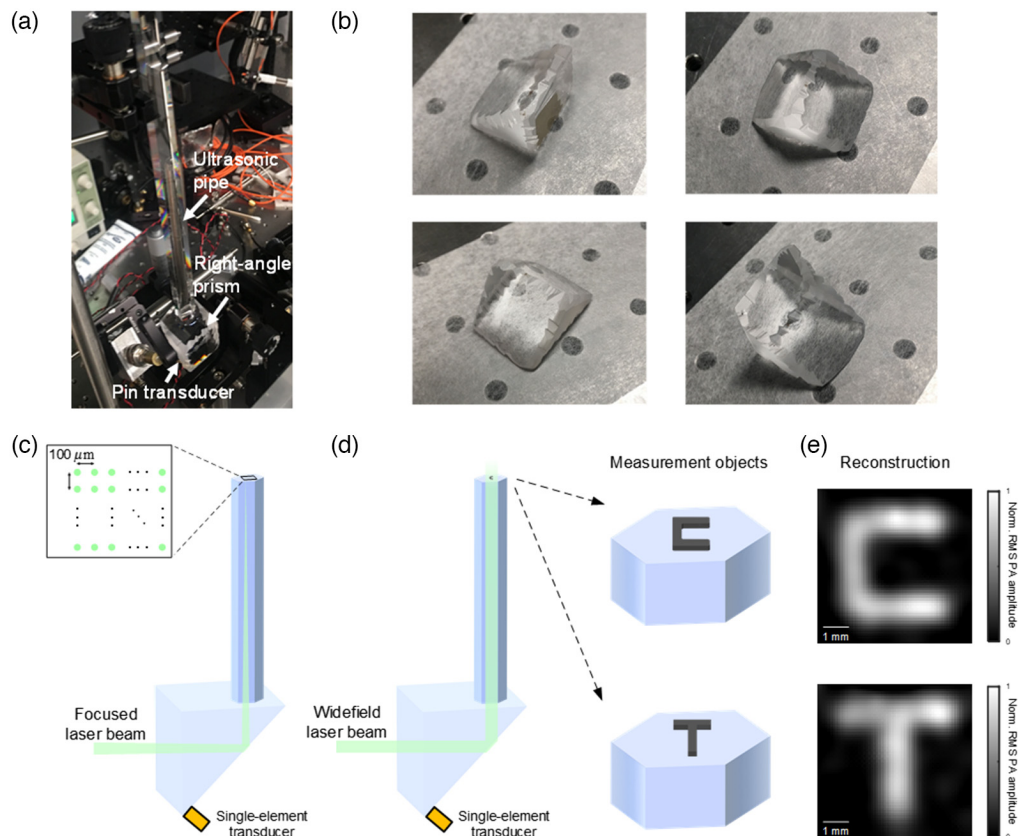 (a)
Ultrasonic
pipe
Right-angle
prism
Pin transducer
(b)
(c)
100 μm
Focused
laser beam
Single-element
transducer
(d)
Widefield
laser beam
Single-element
transducer
Measurement objects
C
T
(e)
Reconstruction
C
1 mm
1
Norm. RMS PA
amplitude
0
T
1 mm
1
Norm. RMS PA
amplitude